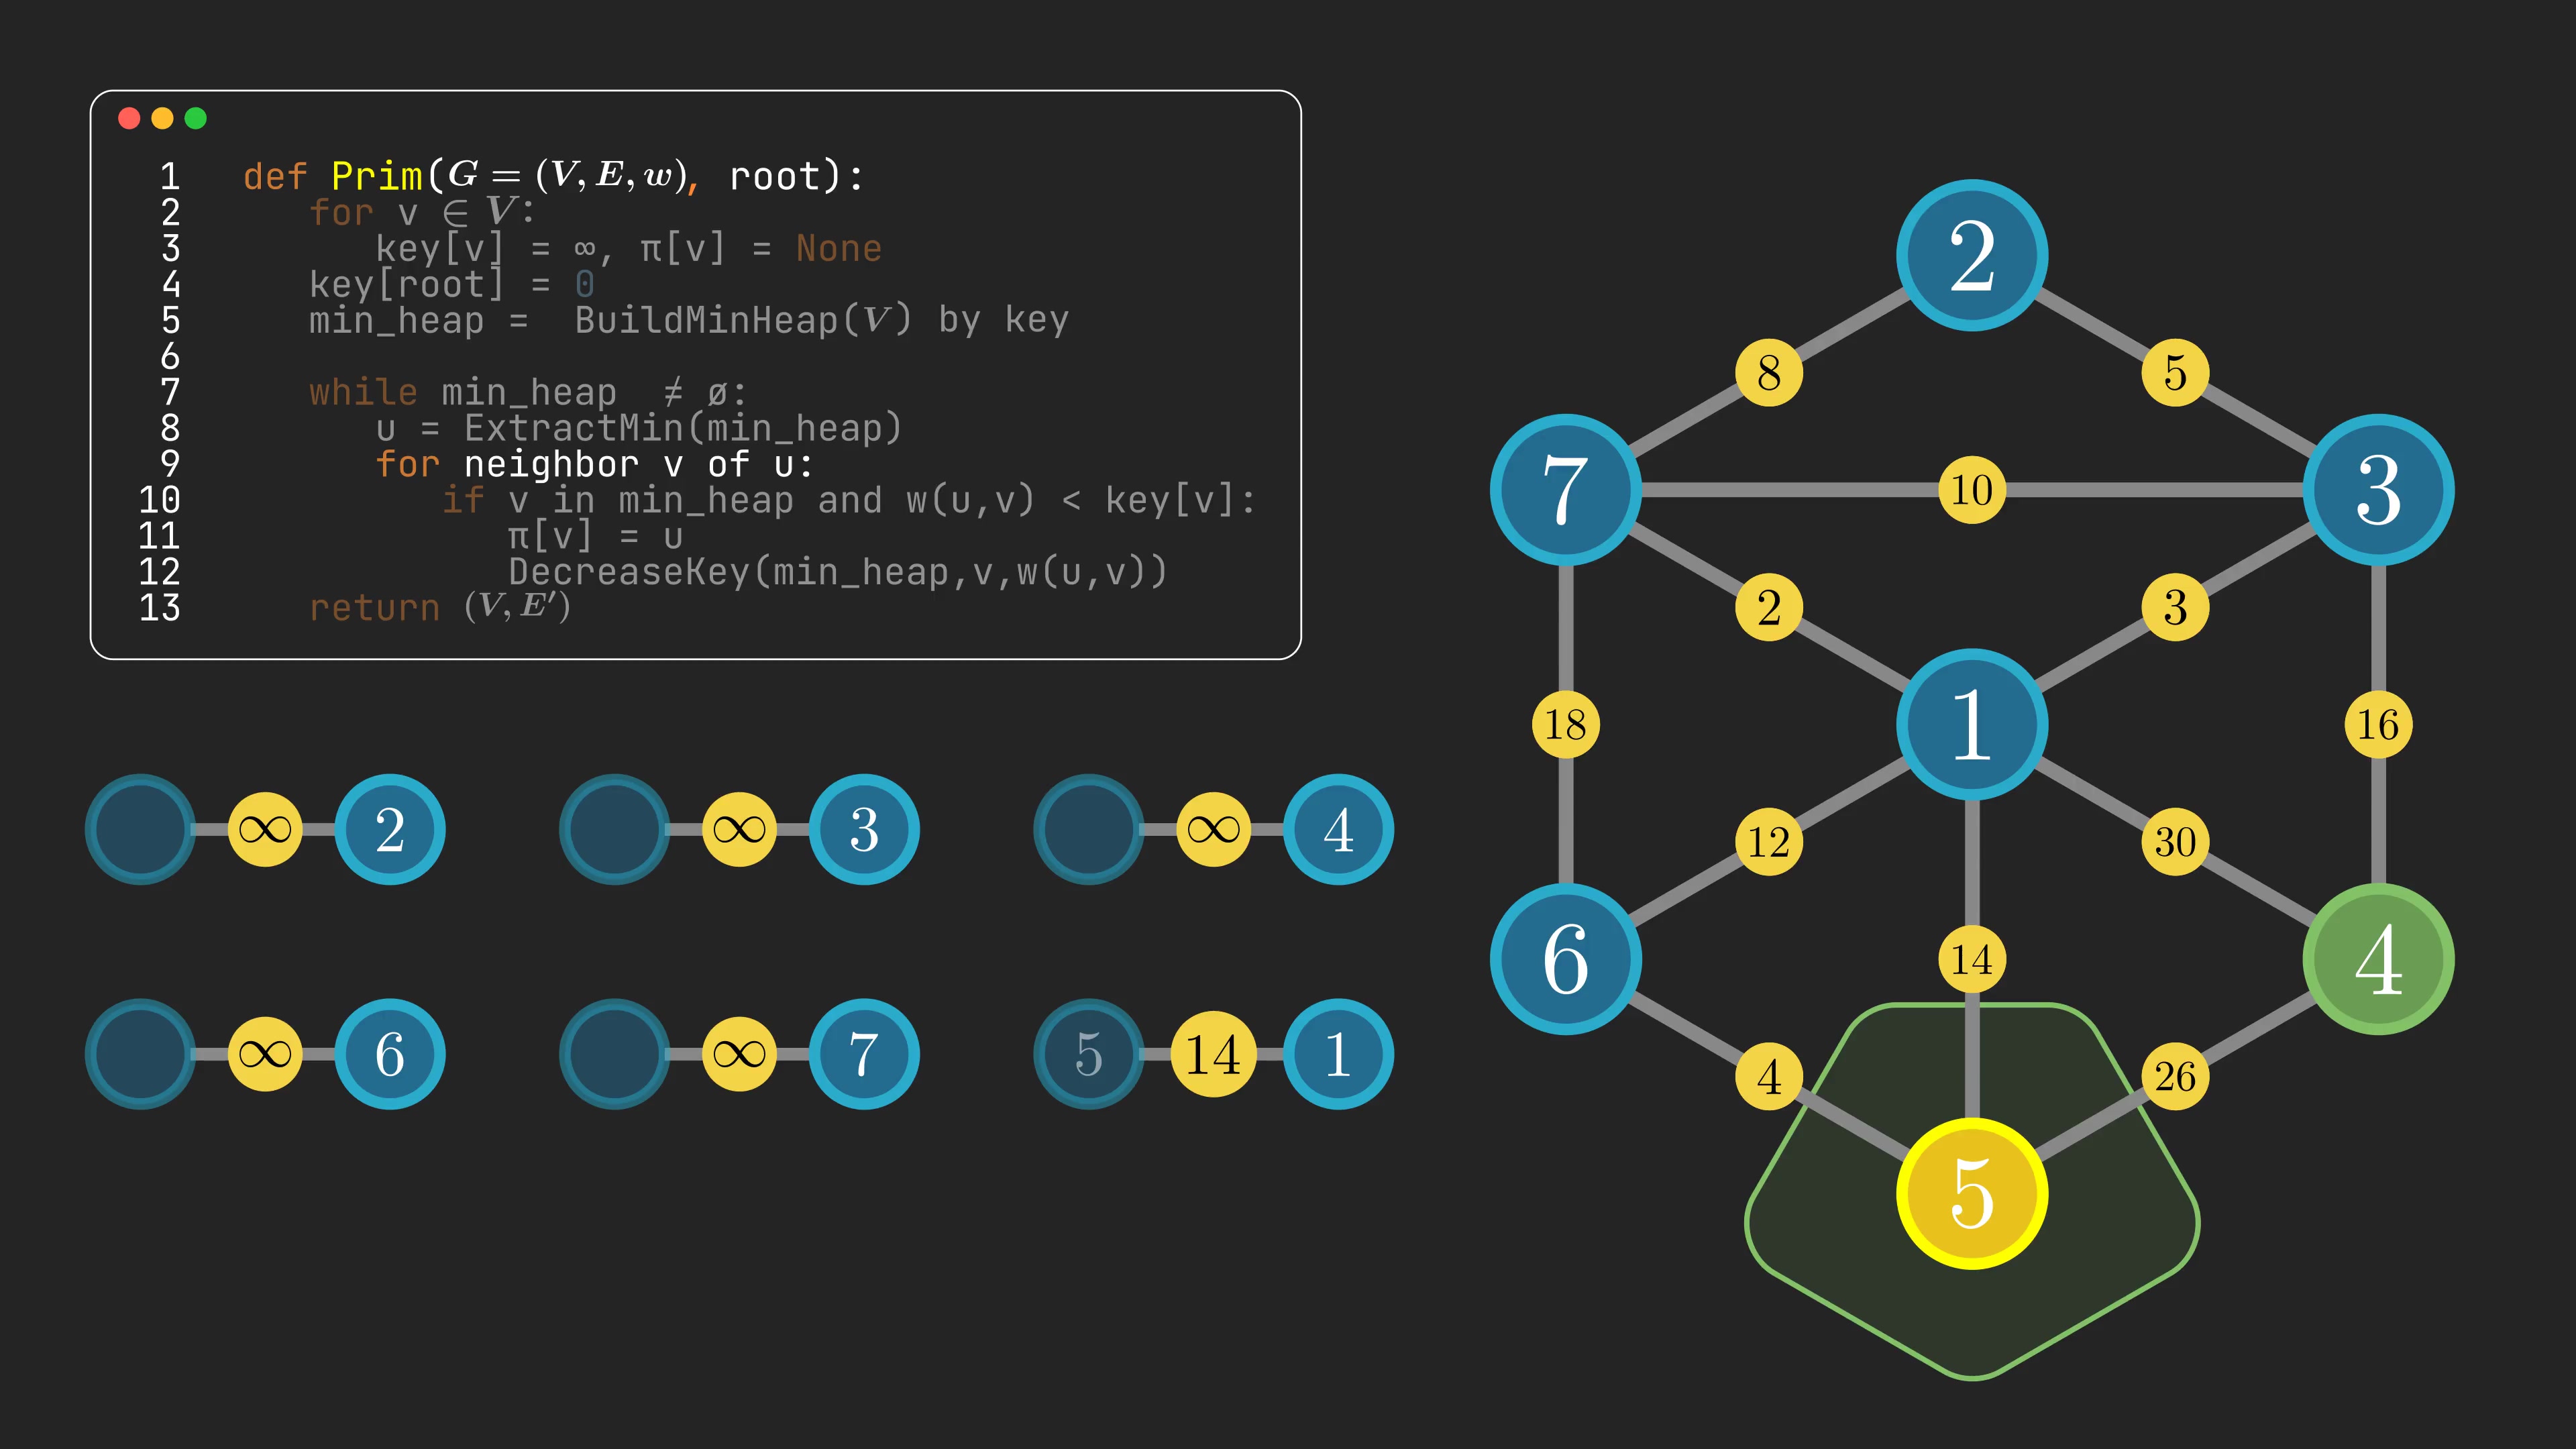 1 def Prim(G = (V, E, w), root):
2 for v ∈ V:
3 key[v] = ∞, π[v] = None
4 key[root] = 0
5 min_heap = BuildMinHeap(V) by key
6
7 while min_heap ≠ ø:
8 u = ExtractMin(min_heap)
9 for neighbor v of u:
10 if v in min_heap and w(u,v) < key[v]:
11 π[v] = u
12 DecreaseKey(min_heap,v,w(u,v))
13 return (V, E′)
∞ 2
∞ 3
∞ 4
∞ 6
∞ 7
5 14 1
2
8 5
7 10 3
2 3
18 1 16
12 30
6 14 4
4 26
5